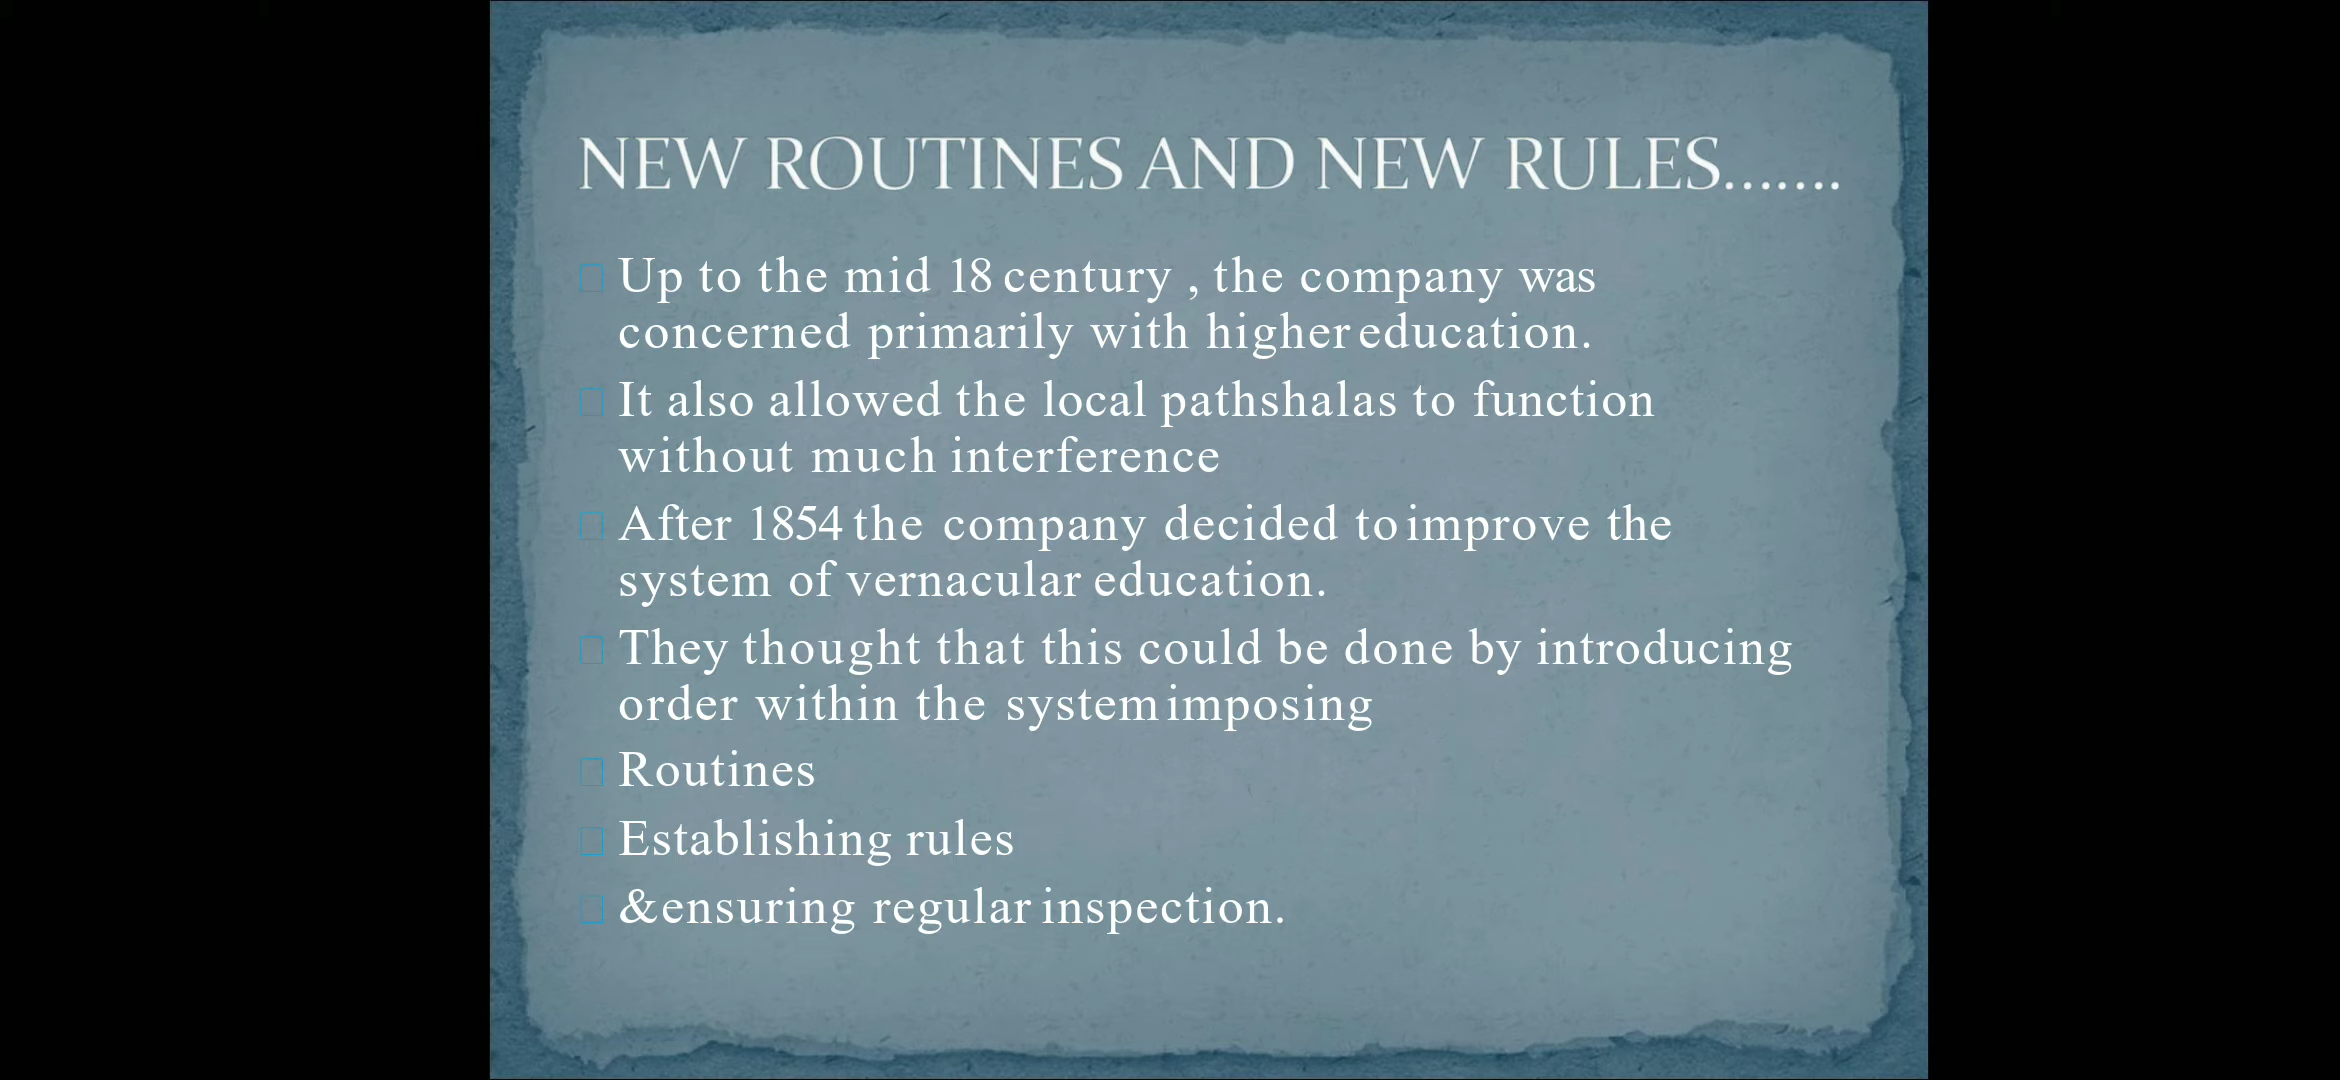 NEW ROUTINES AND NEW RULES.......
Up to the mid 18 century , the company was
concerned primarily with higher education.
It also allowed the local pathshalas to function
without much interference
After 1854 the company decided to improve the
system of vernacular education.
They thought that this could be done by introducing
order within the system imposing
Routines
Establishing rules
&ensuring regular inspection.